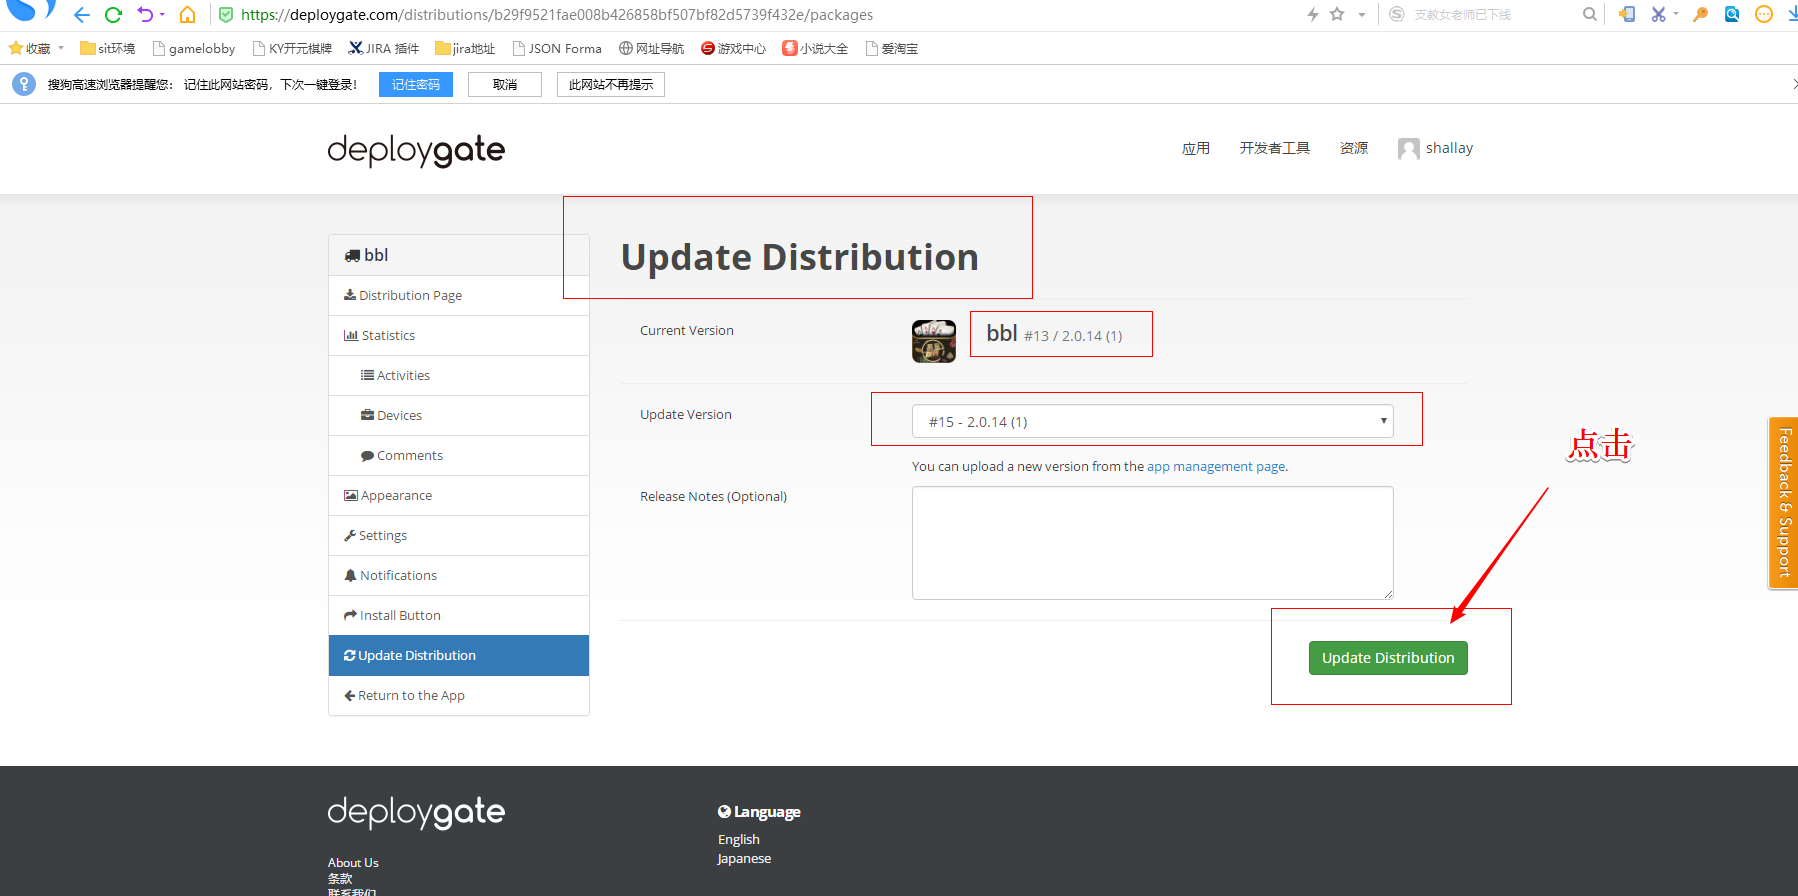 https://deploygate.com/distributions/b29f9521fae008b426858bf507bf82d5739f432e/packages
支教女老师已下线
收藏 sit环境 gamelobby KY开元棋牌 JIRA 插件 jira地址 JSON Forma 网址导航 游戏中心 小说大全 爱淘宝
搜狗高速浏览器提醒您： 记住此网站密码，下次一键登录！ 记住密码 取消 此网站不再提示
deploygate
应用 开发者工具 资源 shallay
bbl
Distribution Page
Statistics
Activities
Devices
Comments
Appearance
Settings
Notifications
Install Button
Update Distribution
Return to the App
Update Distribution
Current Version
bbl #13 / 2.0.14 (1)
Update Version
#15 - 2.0.14 (1)
You can upload a new version from the app management page.
Release Notes (Optional)
点击
Update Distribution
Feedback & Support
deploygate
About Us
条款
联系我们
Language
English
Japanese